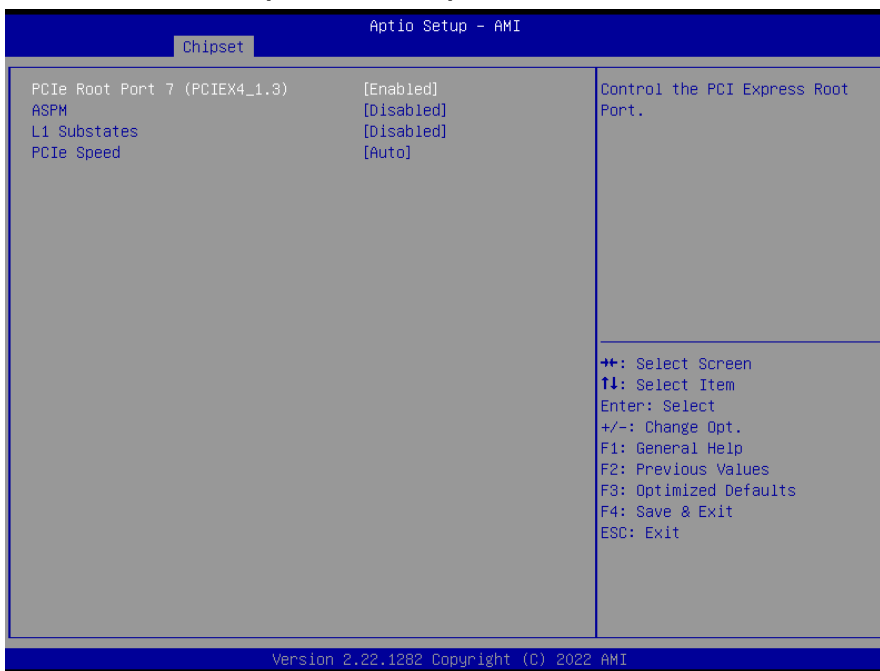 Aptio Setup – AMI
Chipset
PCIe Root Port 7 (PCIEX4_1.3) [Enabled]
ASPM [Disabled]
L1 Substates [Disabled]
PCIe Speed [Auto]
Control the PCI Express Root
Port.
→←: Select Screen
↑↓: Select Item
Enter: Select
+/-: Change Opt.
F1: General Help
F2: Previous Values
F3: Optimized Defaults
F4: Save & Exit
ESC: Exit
Version 2.22.1282 Copyright (C) 2022 AMI